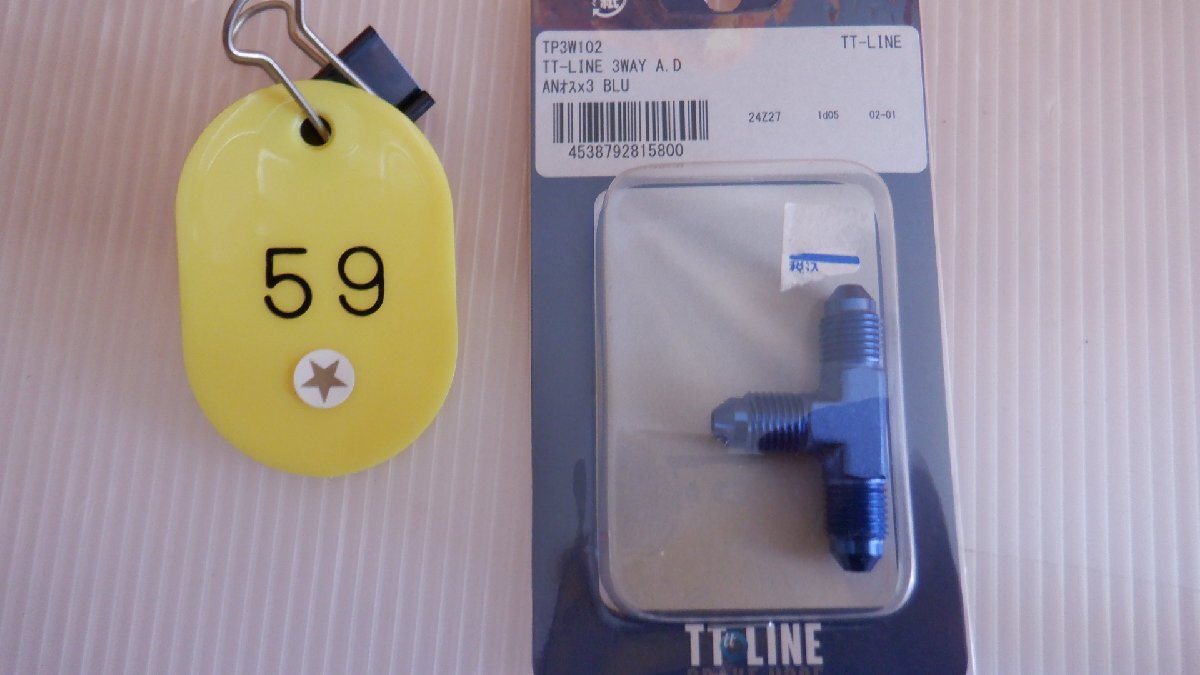 59
紙
TP3W102 TT-LINE
TT-LINE 3WAY A.D
ANｵｽx3 BLU
24Z27 1d05 02-01
4538792815800
TT LINE